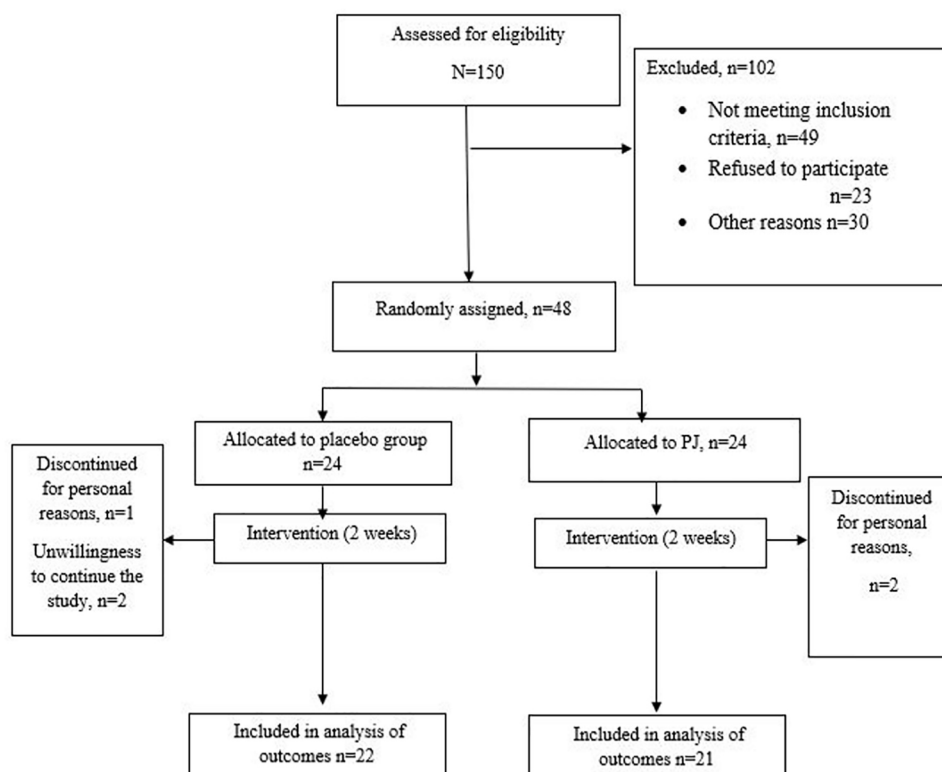 Assessed for eligibility
N=150
Excluded, n=102
• Not meeting inclusion
criteria, n=49
• Refused to participate
n=23
• Other reasons n=30
Randomly assigned, n=48
Allocated to placebo group
n=24
Allocated to PJ, n=24
Discontinued
for personal
reasons, n=1
Unwillingness
to continue the
study, n=2
Intervention (2 weeks)
Intervention (2 weeks)
Discontinued
for personal
reasons,
n=2
Included in analysis of
outcomes n=22
Included in analysis of
outcomes n=21